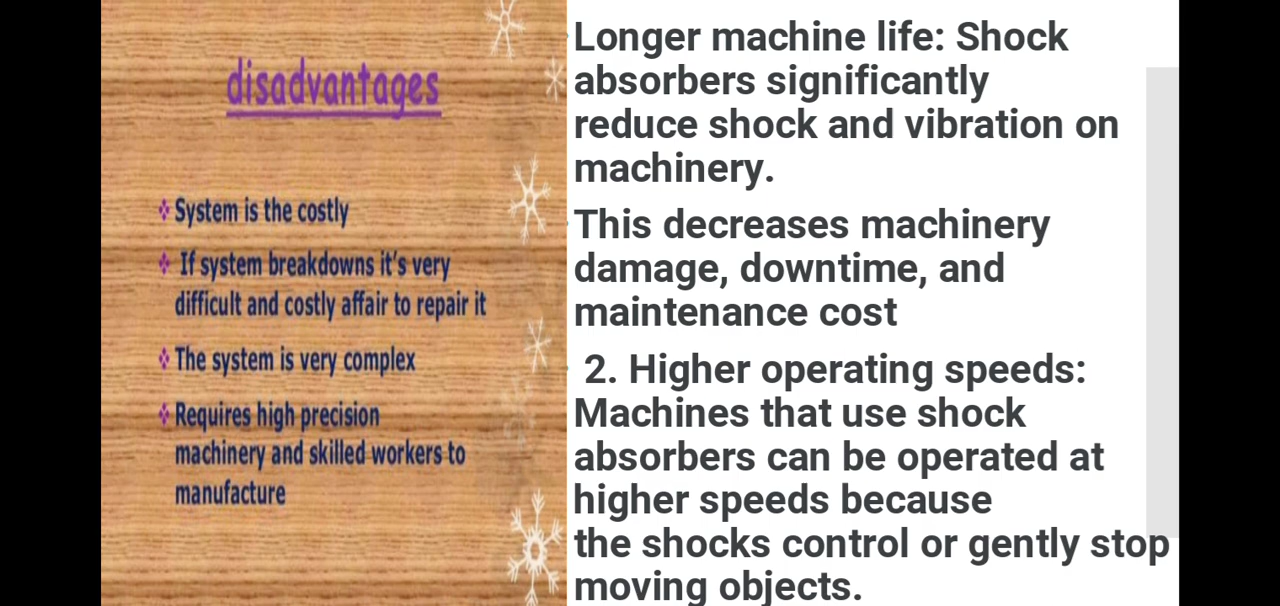 disadvantages
❖ System is the costly
❖ If system breakdowns it's very
difficult and costly affair to repair it
❖ The system is very complex
❖ Requires high precision
machinery and skilled workers to
manufacture
Longer machine life: Shock
absorbers significantly
reduce shock and vibration on
machinery.
This decreases machinery
damage, downtime, and
maintenance cost
2. Higher operating speeds:
Machines that use shock
absorbers can be operated at
higher speeds because
the shocks control or gently stop
moving objects.